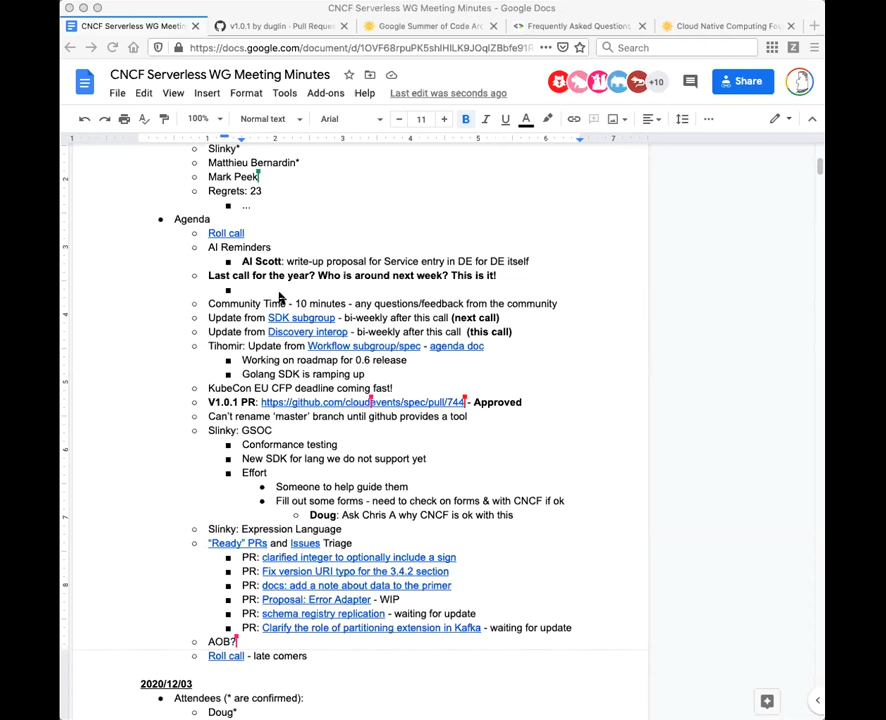 CNCF Serverless WG Meeting Minutes - Google Docs
CNCF Serverless WG Meeting Min
v1.0.1 by duglin · Pull Reques
Google Summer of Code Arc
Frequently Asked Question
Cloud Native Computing Fou
https://docs.google.com/document/d/1OVF68rpuPK5shIHILK9JOqlZBbfe91R
Search
CNCF Serverless WG Meeting Minutes
+10
Share
File Edit View Insert Format Tools Add-ons Help Last edit was seconds ago
100% Normal text Arial 11 B I U A
1 1 2 3 4 5 6 7
Slinky*
Matthieu Bernardin*
Mark Peek
Regrets: 23
...
Agenda
Roll call
AI Reminders
AI Scott: write-up proposal for Service entry in DE for DE itself
Last call for the year? Who is around next week? This is it!
Community Time - 10 minutes - any questions/feedback from the community
Update from SDK subgroup - bi-weekly after this call (next call)
Update from Discovery interop - bi-weekly after this call (this call)
Tihomir: Update from Workflow subgroup/spec - agenda doc
Working on roadmap for 0.6 release
Golang SDK is ramping up
KubeCon EU CFP deadline coming fast!
V1.0.1 PR: https://github.com/cloudevents/spec/pull/744 - Approved
Can't rename 'master' branch until github provides a tool
Slinky: GSOC
Conformance testing
New SDK for lang we do not support yet
Effort
Someone to help guide them
Fill out some forms - need to check on forms & with CNCF if ok
Doug: Ask Chris A why CNCF is ok with this
Slinky: Expression Language
"Ready" PRs and Issues Triage
PR: clarified integer to optionally include a sign
PR: Fix version URI typo for the 3.4.2 section
PR: docs: add a note about data to the primer
PR: Proposal: Error Adapter - WIP
PR: schema registry replication - waiting for update
PR: Clarify the role of partitioning extension in Kafka - waiting for update
AOB?
Roll call - late comers
2020/12/03
Attendees (* are confirmed):
Doug*